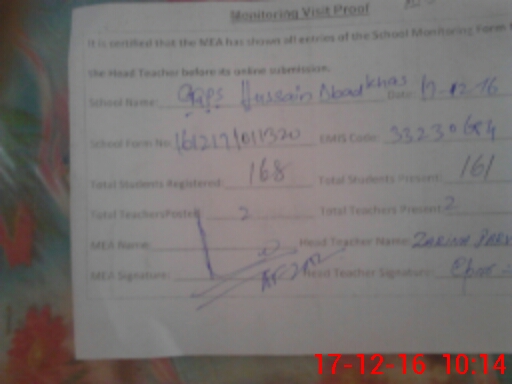 Monitoring Visit Proof
It is certified that the MEA has shown all entries of the School Monitoring Form
the Head Teacher before its online submission.
School Name: GGPS Hussain Abad khas Date: 17-12-16
School Form No: EMIS Code: 33230684
Total Students Registered: 168 Total Students Present: 161
Total Teachers Posted: 2 Total Teachers Present: 2
MEA Name: Head Teacher Name: ZARINA
MEA Signature: Head Teacher Signature:
17-12-16 10:14